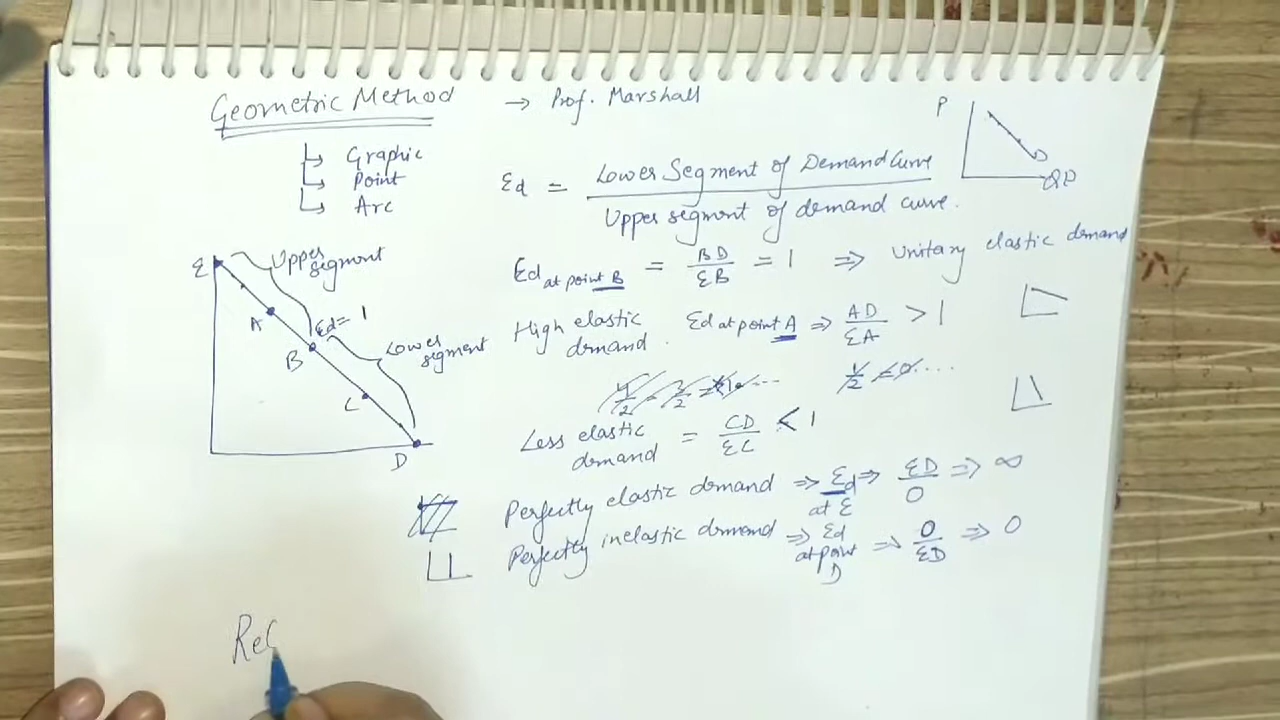 Geometric Method → Prof. Marshall
Graphic
Point
Arc
Ed = Lower Segment of Demand Curve
Upper segment of demand curve.
P
D
QD
E
Upper
segment
A
Ed = 1
B
Lower
segment
C
D
Ed at point B = BD/EB = 1 ⇒ Unitary elastic demand
High elastic
demand. Ed at point A ⇒ AD/EA > 1
Less elastic
demand = CD/EC < 1
Perfectly elastic demand ⇒ Ed ⇒ ED/0 ⇒ ∞
at E
Perfectly inelastic demand ⇒ Ed ⇒ 0/ED ⇒ 0
at point
D
Rec